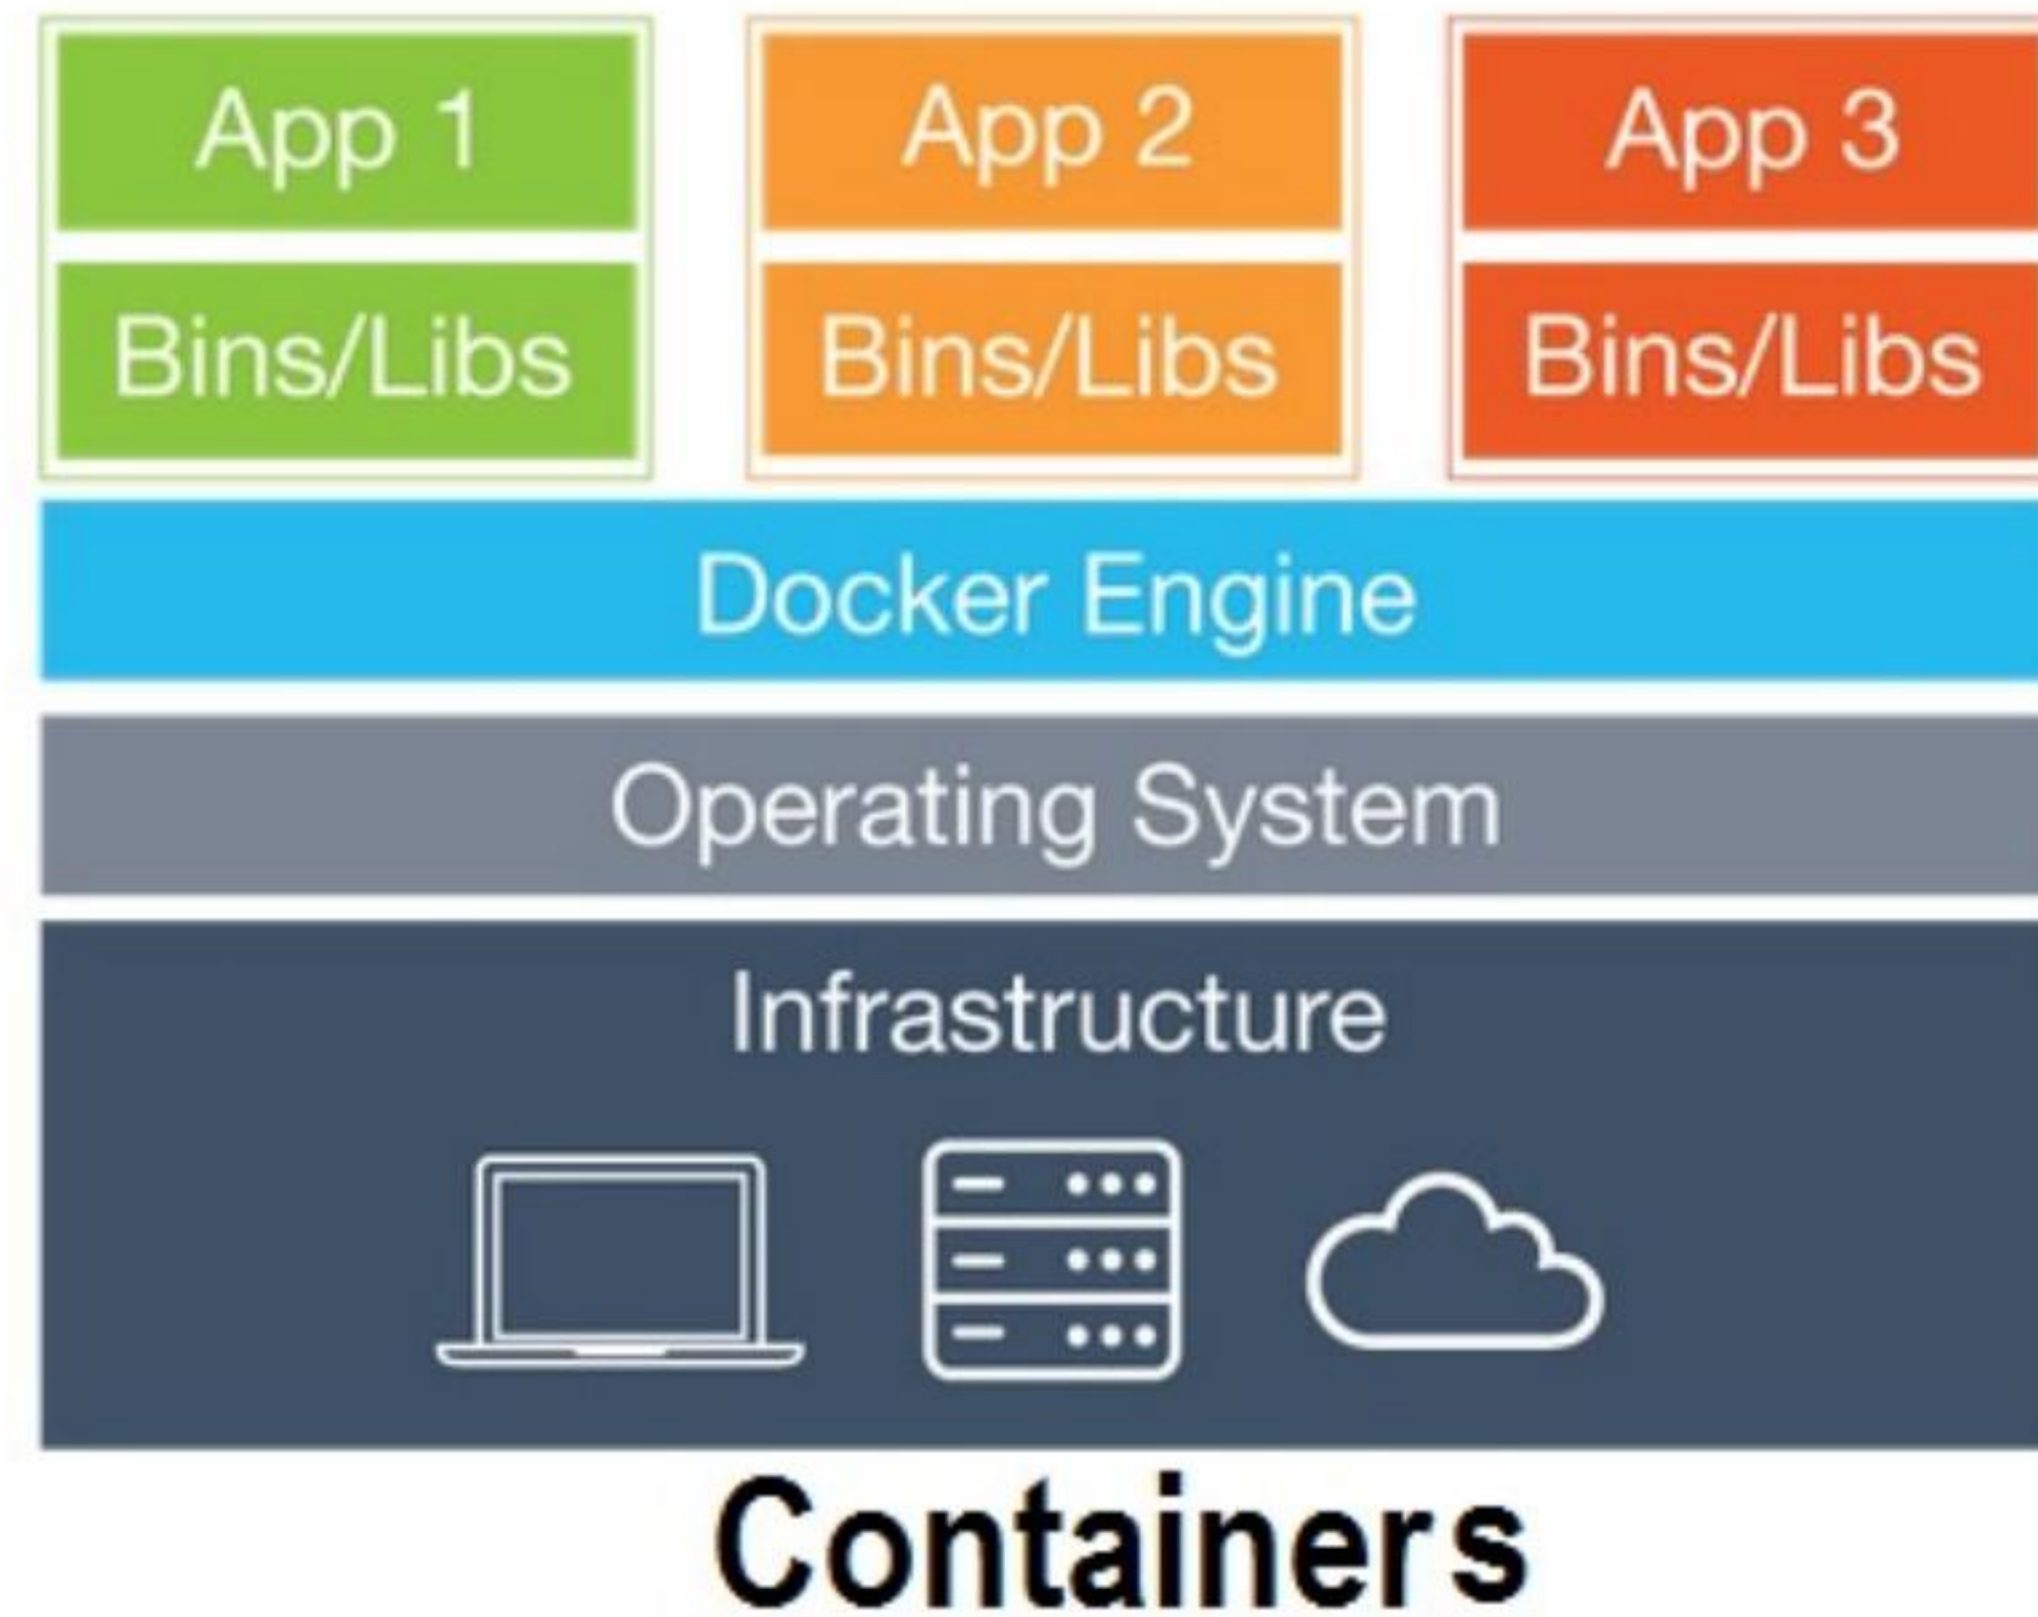 App 1 App 2 App 3
Bins/Libs Bins/Libs Bins/Libs
Docker Engine
Operating System
Infrastructure
Containers